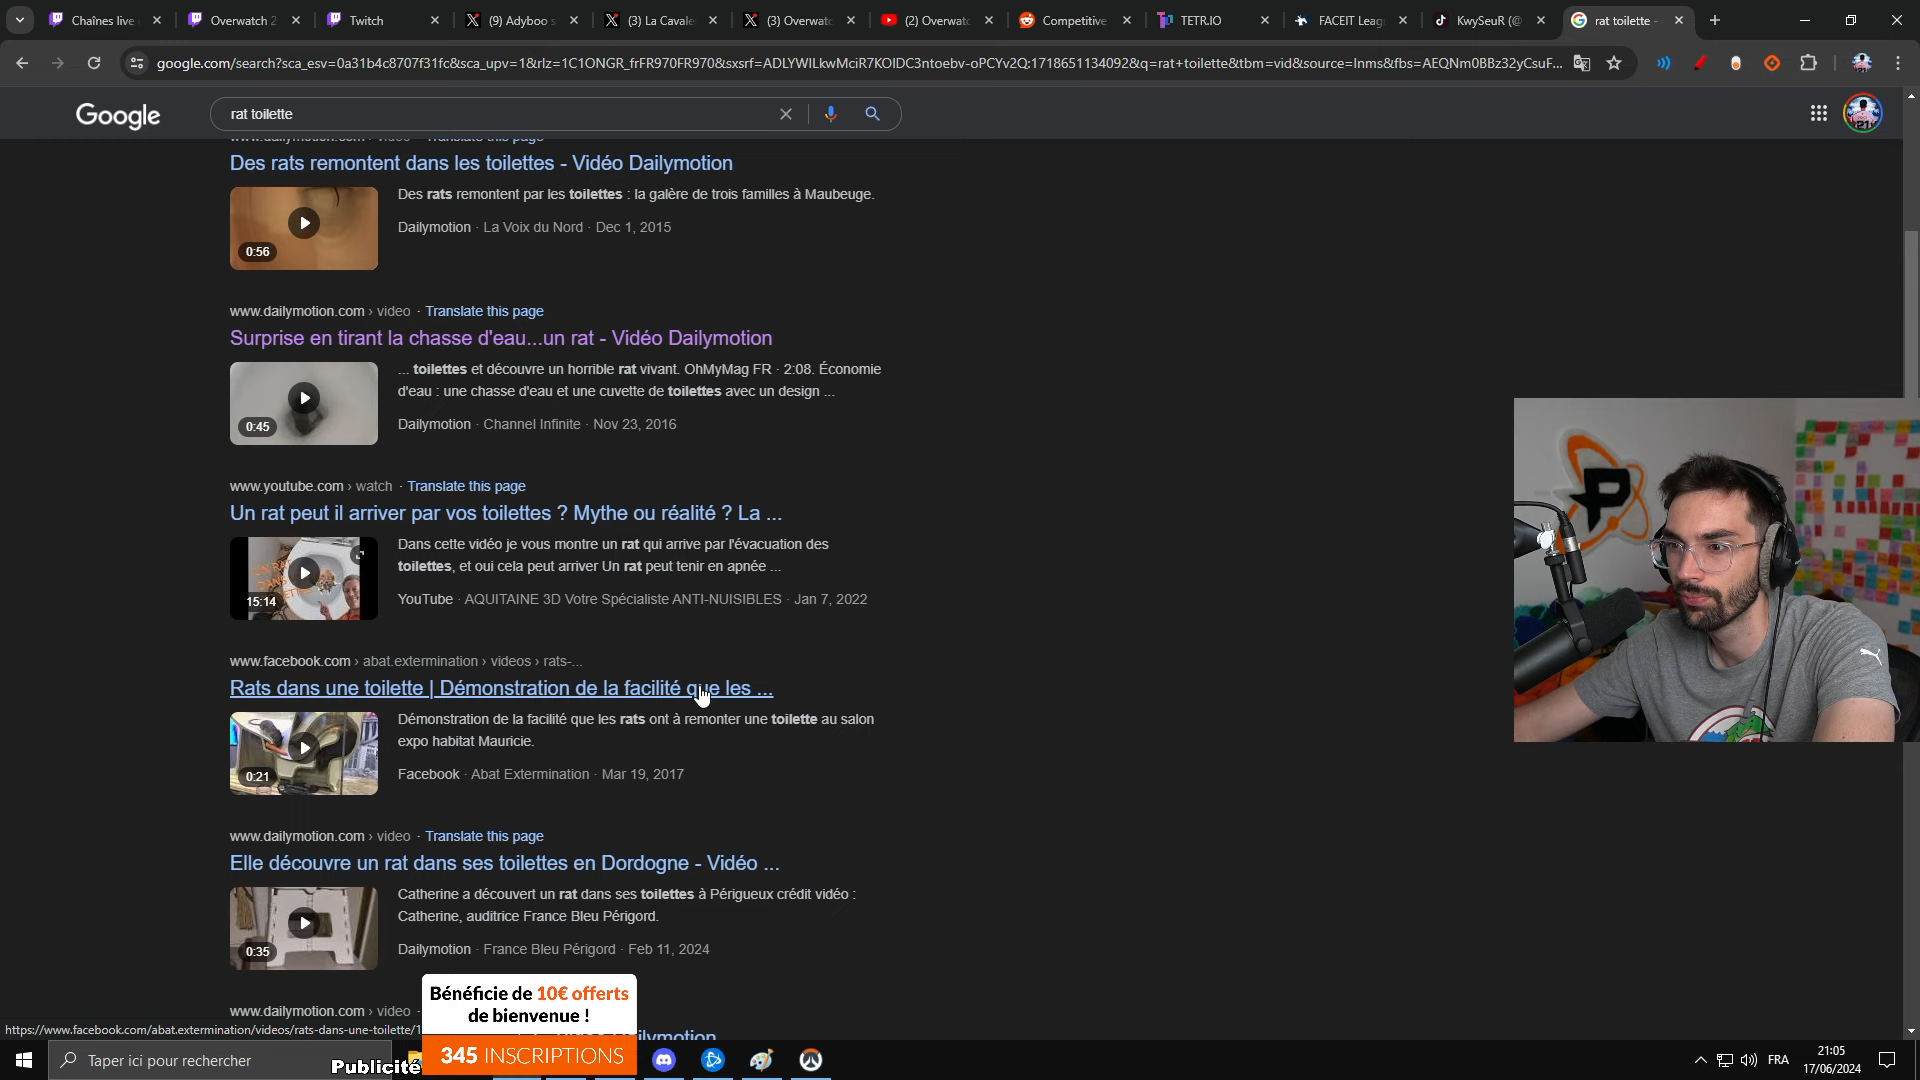 Chaînes live
Overwatch 2
Twitch
(9) Adyboo
(3) La Cavale
(3) Overwatc
(2) Overwatc
Competitive
TETR.IO
FACEIT Leag
KwySeuR (@
rat toilette -
google.com/search?sca_esv=0a31b4c8707f31fc&sca_upv=1&rlz=1C1ONGR_frFR970FR970&sxsrf=ADLYWILkwMciR7KOIDC3ntoebv-oPCYv2Q:1718651134092&q=rat+toilette&tbm=vid&source=lnms&fbs=AEQNm0BBz32yCsuF...
Google
rat toilette
Des rats remontent dans les toilettes - Vidéo Dailymotion
Des rats remontent par les toilettes : la galère de trois familles à Maubeuge.
Dailymotion · La Voix du Nord · Dec 1, 2015
0:56
www.dailymotion.com › video · Translate this page
Surprise en tirant la chasse d'eau...un rat - Vidéo Dailymotion
... toilettes et découvre un horrible rat vivant. OhMyMag FR · 2:08. Économie
d'eau : une chasse d'eau et une cuvette de toilettes avec un design ...
Dailymotion · Channel Infinite · Nov 23, 2016
0:45
www.youtube.com › watch · Translate this page
Un rat peut il arriver par vos toilettes ? Mythe ou réalité ? La ...
Dans cette vidéo je vous montre un rat qui arrive par l'évacuation des
toilettes, et oui cela peut arriver Un rat peut tenir en apnée ...
YouTube · AQUITAINE 3D Votre Spécialiste ANTI-NUISIBLES · Jan 7, 2022
15:14
www.facebook.com › abat.extermination › videos › rats-...
Rats dans une toilette | Démonstration de la facilité que les ...
Démonstration de la facilité que les rats ont à remonter une toilette au salon
expo habitat Mauricie.
Facebook · Abat Extermination · Mar 19, 2017
0:21
www.dailymotion.com › video · Translate this page
Elle découvre un rat dans ses toilettes en Dordogne - Vidéo ...
Catherine a découvert un rat dans ses toilettes à Périgueux crédit vidéo :
Catherine, auditrice France Bleu Périgord.
Dailymotion · France Bleu Périgord · Feb 11, 2024
0:35
www.dailymotion.com › video ·
https://www.facebook.com/abat.extermination/videos/rats-dans-une-toilette/1
Bénéficie de 10€ offerts
de bienvenue !
345 INSCRIPTIONS
Publicité
Taper ici pour rechercher
FRA
21:05
17/06/2024